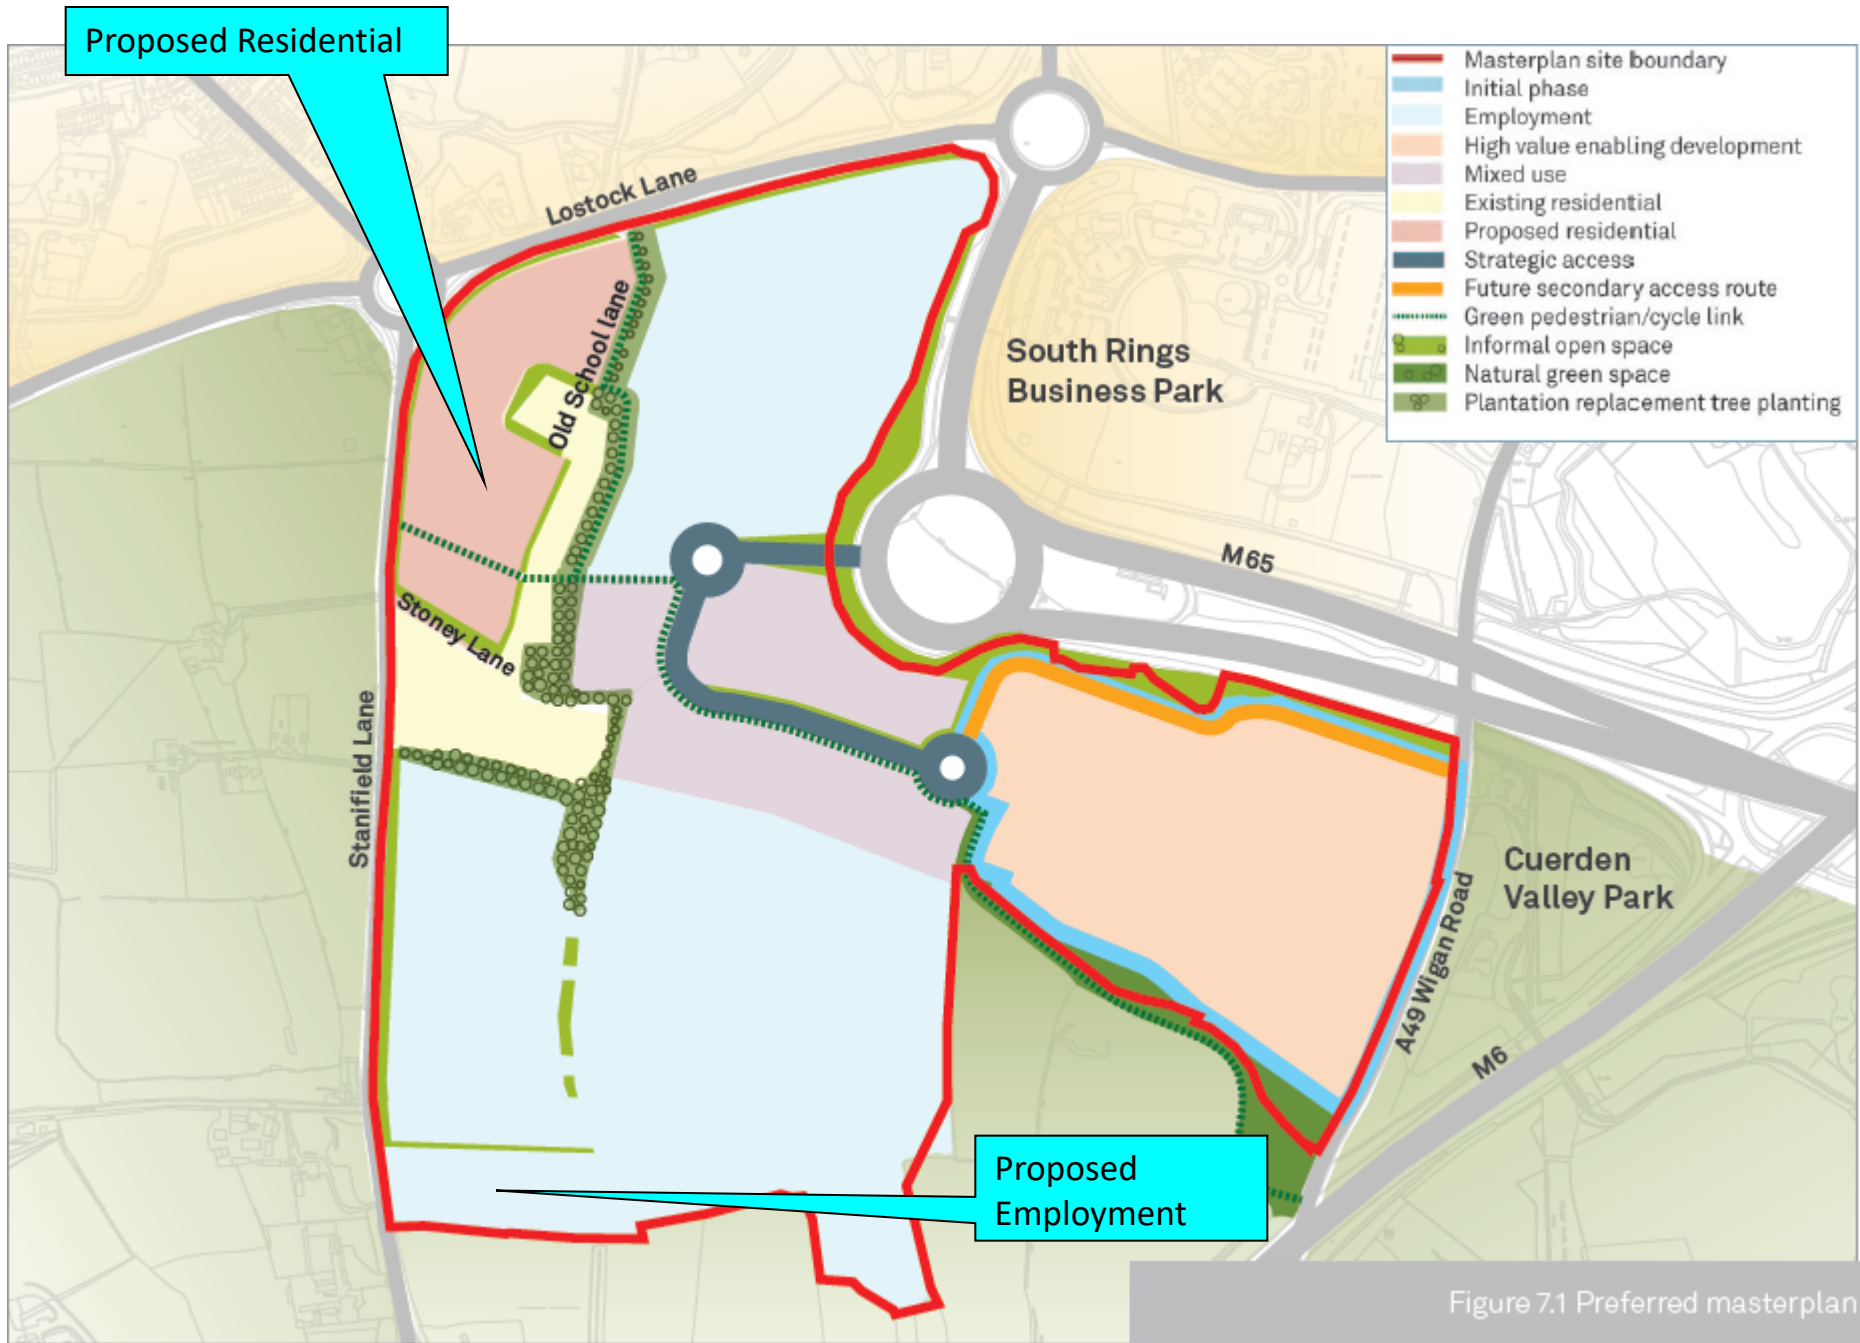 Proposed Residential
Masterplan site boundary
Initial phase
Employment
High value enabling development
Mixed use
Existing residential
Proposed residential
Strategic access
Future secondary access route
Green pedestrian/cycle link
Informal open space
Natural green space
Plantation replacement tree planting
Lostock Lane
Old School lane
South Rings
Business Park
M65
Stoney Lane
Stanifield Lane
Cuerden
Valley Park
A49 Wigan Road
M6
Proposed
Employment
Figure 7.1 Preferred masterplan